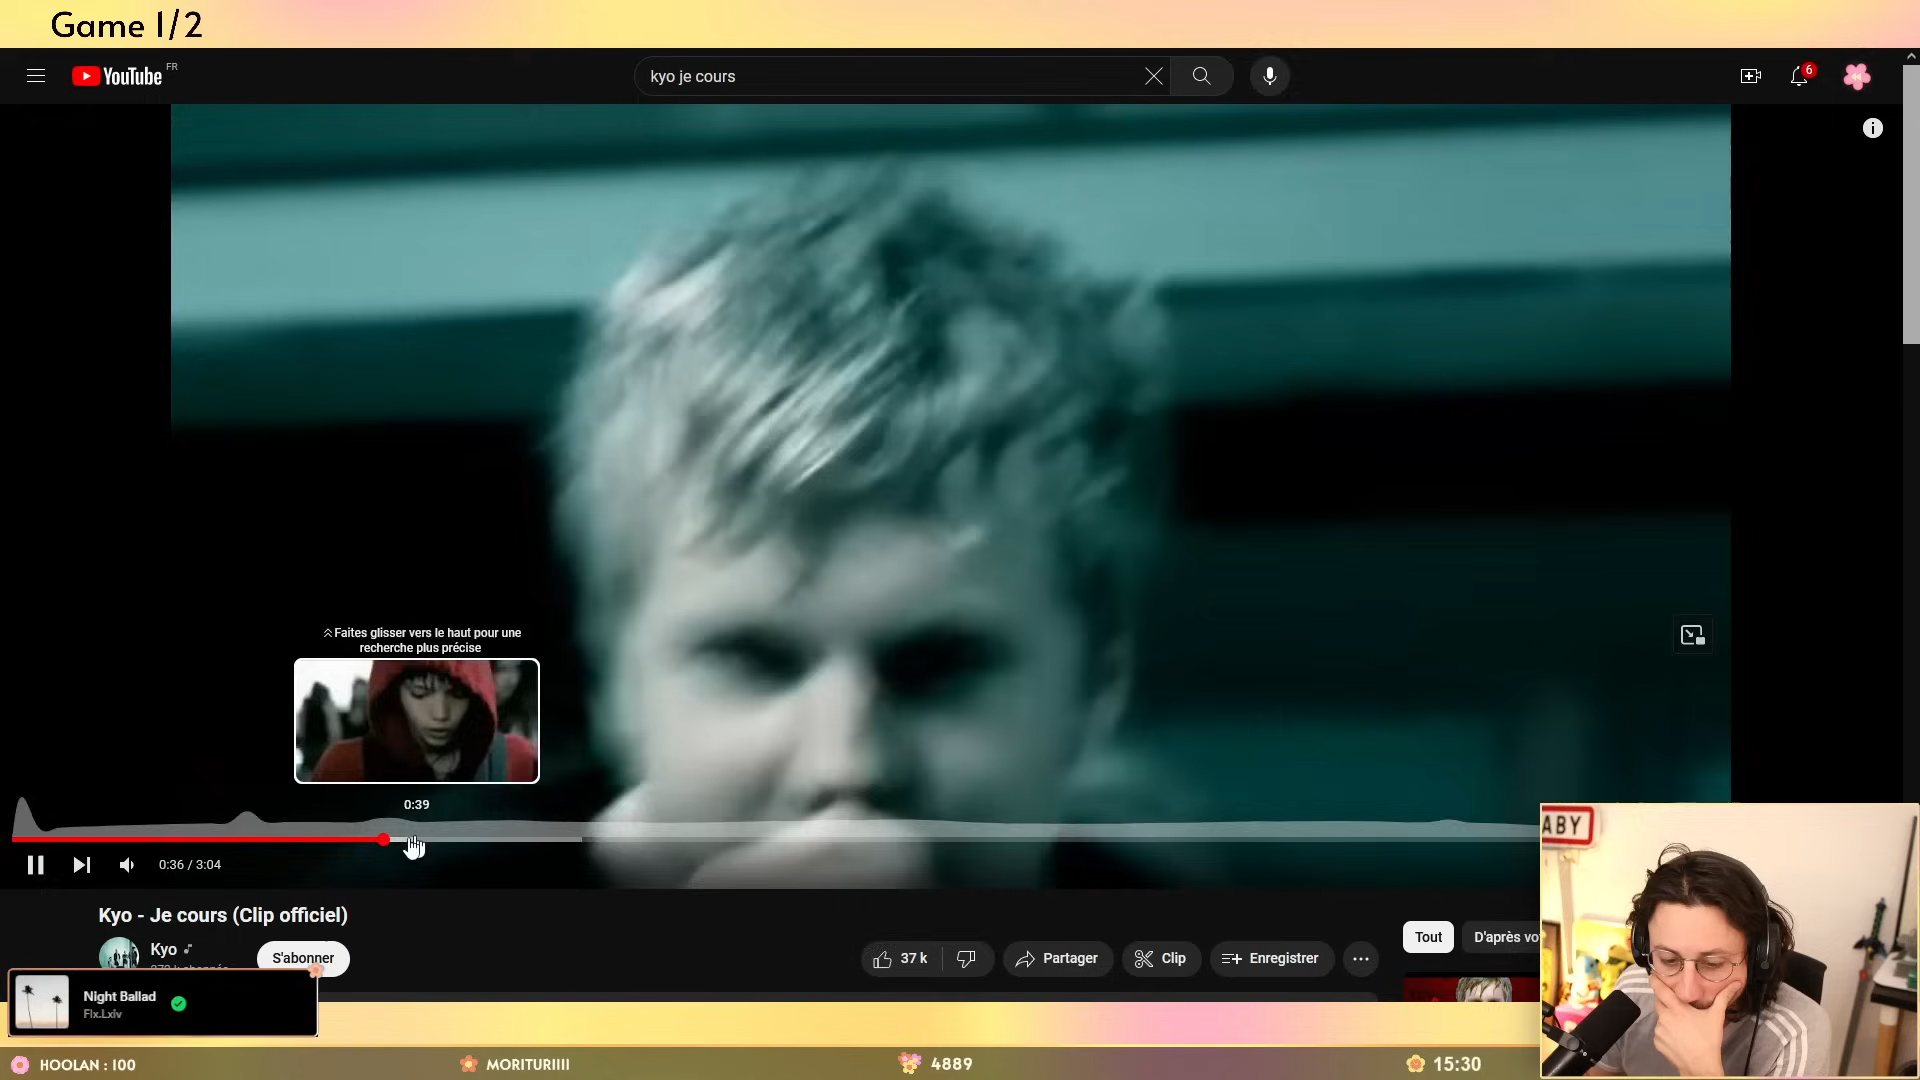 Game 1/2
YouTube FR
kyo je cours
6
Faites glisser vers le haut pour une
recherche plus précise
0:39
0:36 / 3:04
Kyo - Je cours (Clip officiel)
Kyo
S'abonner
37 k
Partager
Clip
Enregistrer
Tout
D'après vo
ABY
Night Ballad
Flx.Lxiv
HOOLAN : 100
MORITURIIII
4889
15:30